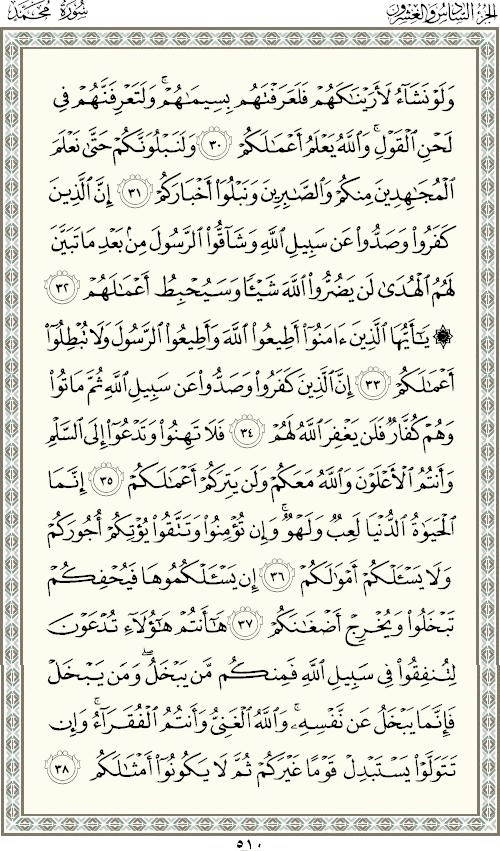 سُورَةُ مُحَمَّدٍ
الجزء السادس والعشرون
وَلَوْ نَشَآءُ لَأَرَيْنَٰكَهُمْ فَلَعَرَفْتَهُم بِسِيمَٰهُمْ ۚ وَلَتَعْرِفَنَّهُمْ فِى
لَحْنِ ٱلْقَوْلِ ۚ وَٱللَّهُ يَعْلَمُ أَعْمَٰلَكُمْ ٣٠ وَلَنَبْلُوَنَّكُمْ حَتَّىٰ نَعْلَمَ
ٱلْمُجَٰهِدِينَ مِنكُمْ وَٱلصَّٰبِرِينَ وَنَبْلُوَا۟ أَخْبَارَكُمْ ٣١ إِنَّ ٱلَّذِينَ
كَفَرُوا۟ وَصَدُّوا۟ عَن سَبِيلِ ٱللَّهِ وَشَآقُّوا۟ ٱلرَّسُولَ مِنۢ بَعْدِ مَا تَبَيَّنَ
لَهُمُ ٱلْهُدَىٰ لَن يَضُرُّوا۟ ٱللَّهَ شَيْـًٔا وَسَيُحْبِطُ أَعْمَٰلَهُمْ ٣٢
۞ يَٰٓأَيُّهَا ٱلَّذِينَ ءَامَنُوٓا۟ أَطِيعُوا۟ ٱللَّهَ وَأَطِيعُوا۟ ٱلرَّسُولَ وَلَا تُبْطِلُوٓا۟
أَعْمَٰلَكُمْ ٣٣ إِنَّ ٱلَّذِينَ كَفَرُوا۟ وَصَدُّوا۟ عَن سَبِيلِ ٱللَّهِ ثُمَّ مَاتُوا۟
وَهُمْ كُفَّارٌ فَلَن يَغْفِرَ ٱللَّهُ لَهُمْ ٣٤ فَلَا تَهِنُوا۟ وَتَدْعُوٓا۟ إِلَى ٱلسَّلْمِ
وَأَنتُمُ ٱلْأَعْلَوْنَ وَٱللَّهُ مَعَكُمْ وَلَن يَتِرَكُمْ أَعْمَٰلَكُمْ ٣٥ إِنَّمَا
ٱلْحَيَوٰةُ ٱلدُّنْيَا لَعِبٌ وَلَهْوٌ ۚ وَإِن تُؤْمِنُوا۟ وَتَتَّقُوا۟ يُؤْتِكُمْ أُجُورَكُمْ
وَلَا يَسْـَٔلْكُمْ أَمْوَٰلَكُمْ ٣٦ إِن يَسْـَٔلْكُمُوهَا فَيُحْفِكُمْ
تَبْخَلُوا۟ وَيُخْرِجْ أَضْغَٰنَكُمْ ٣٧ هَٰٓأَنتُمْ هَٰٓؤُلَآءِ تُدْعَوْنَ
لِتُنفِقُوا۟ فِى سَبِيلِ ٱللَّهِ فَمِنكُم مَّن يَبْخَلُ ۖ وَمَن يَبْخَلْ
فَإِنَّمَا يَبْخَلُ عَن نَّفْسِهِۦ ۚ وَٱللَّهُ ٱلْغَنِىُّ وَأَنتُمُ ٱلْفُقَرَآءُ ۚ وَإِن
تَتَوَلَّوْا۟ يَسْتَبْدِلْ قَوْمًا غَيْرَكُمْ ثُمَّ لَا يَكُونُوٓا۟ أَمْثَٰلَكُم ٣٨
٥١٠